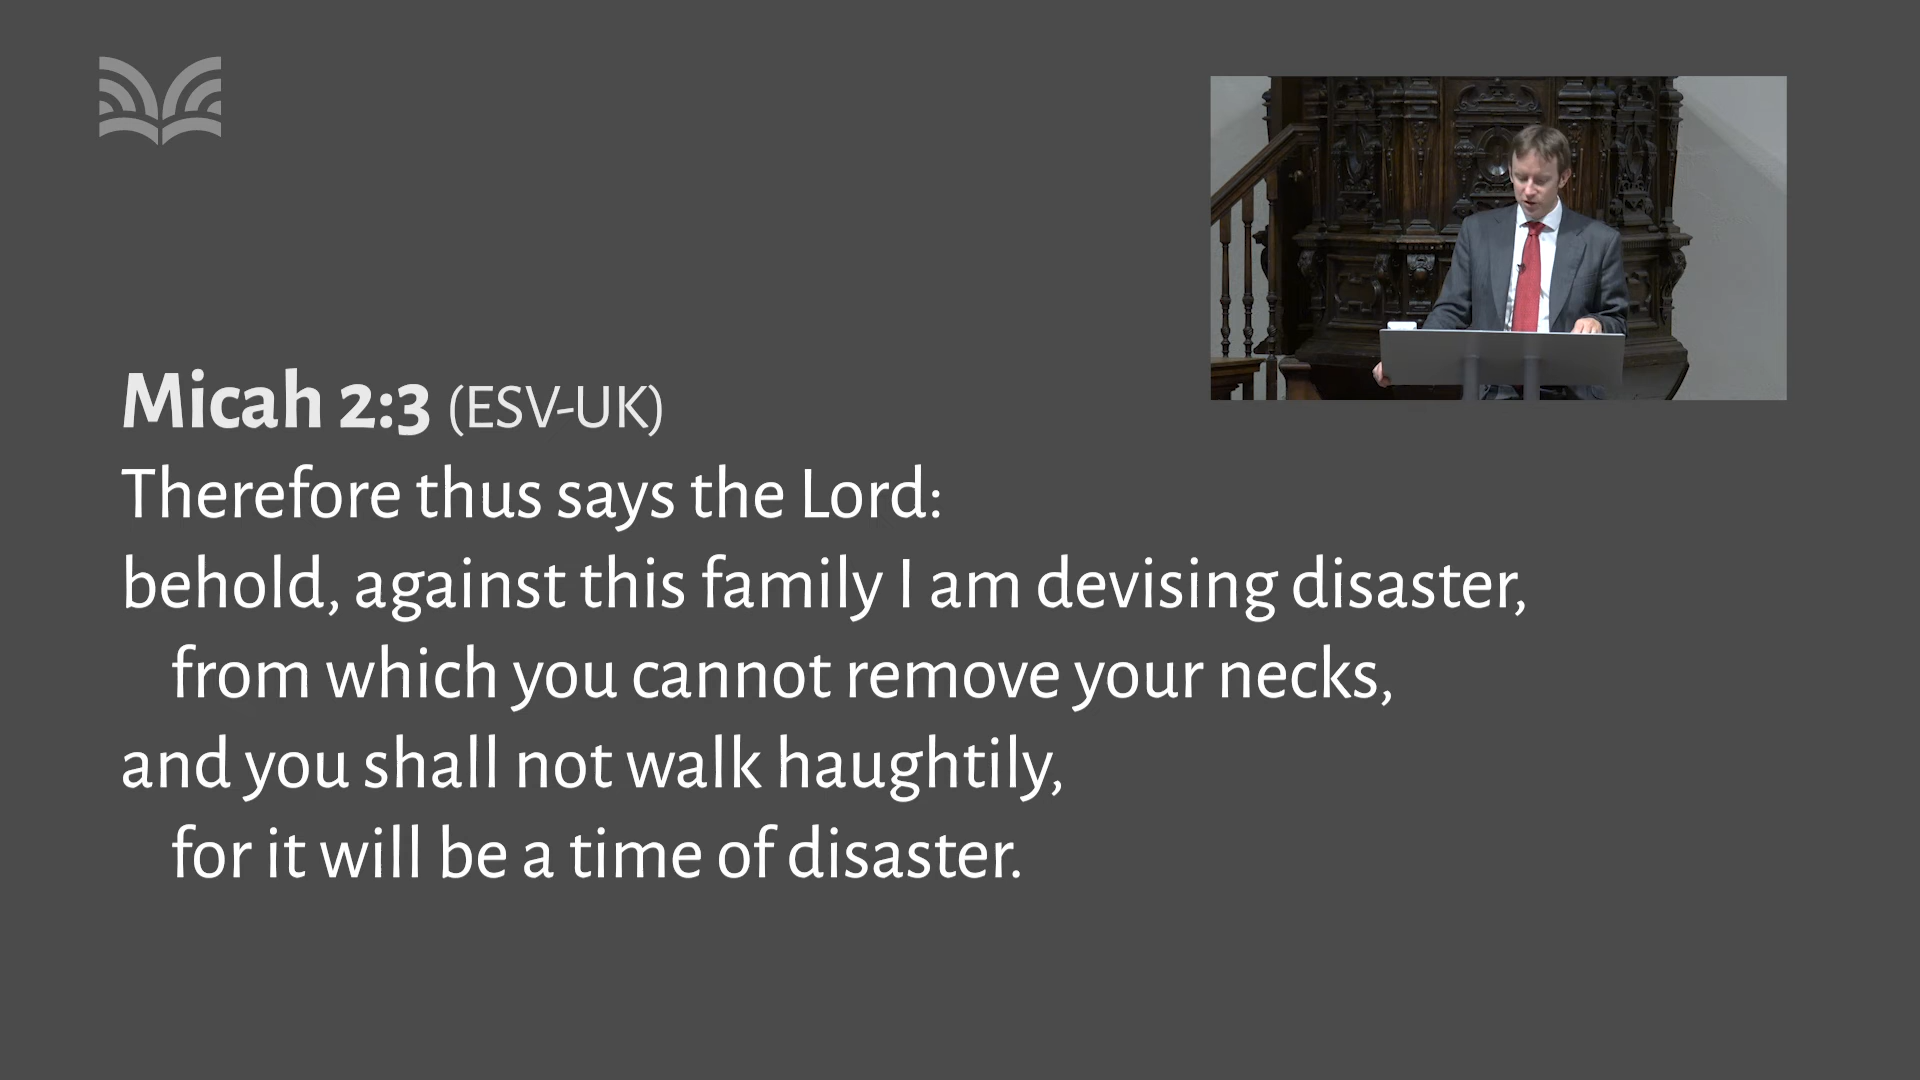 Micah 2:3 (ESV-UK)
Therefore thus says the Lord:
behold, against this family I am devising disaster,
from which you cannot remove your necks,
and you shall not walk haughtily,
for it will be a time of disaster.